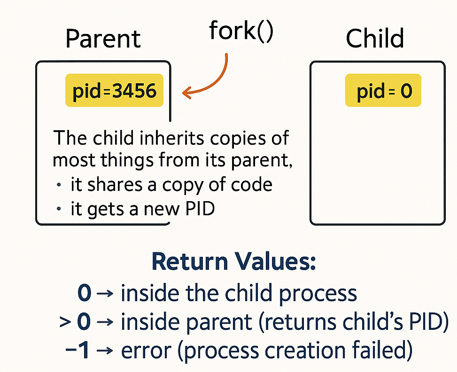 Parent
fork()
Child
pid=3456
pid= 0
The child inherits copies of
most things from its parent,
• it shares a copy of code
• it gets a new PID
Return Values:
0 → inside the child process
> 0 → inside parent (returns child's PID)
−1 → error (process creation failed)